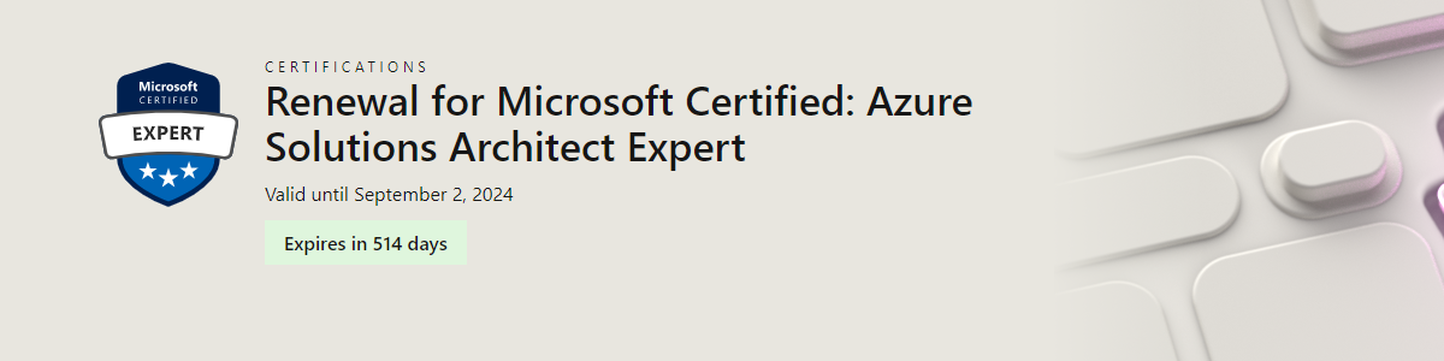 Microsoft
CERTIFIED
EXPERT
CERTIFICATIONS
Renewal for Microsoft Certified: Azure
Solutions Architect Expert
Valid until September 2, 2024
Expires in 514 days